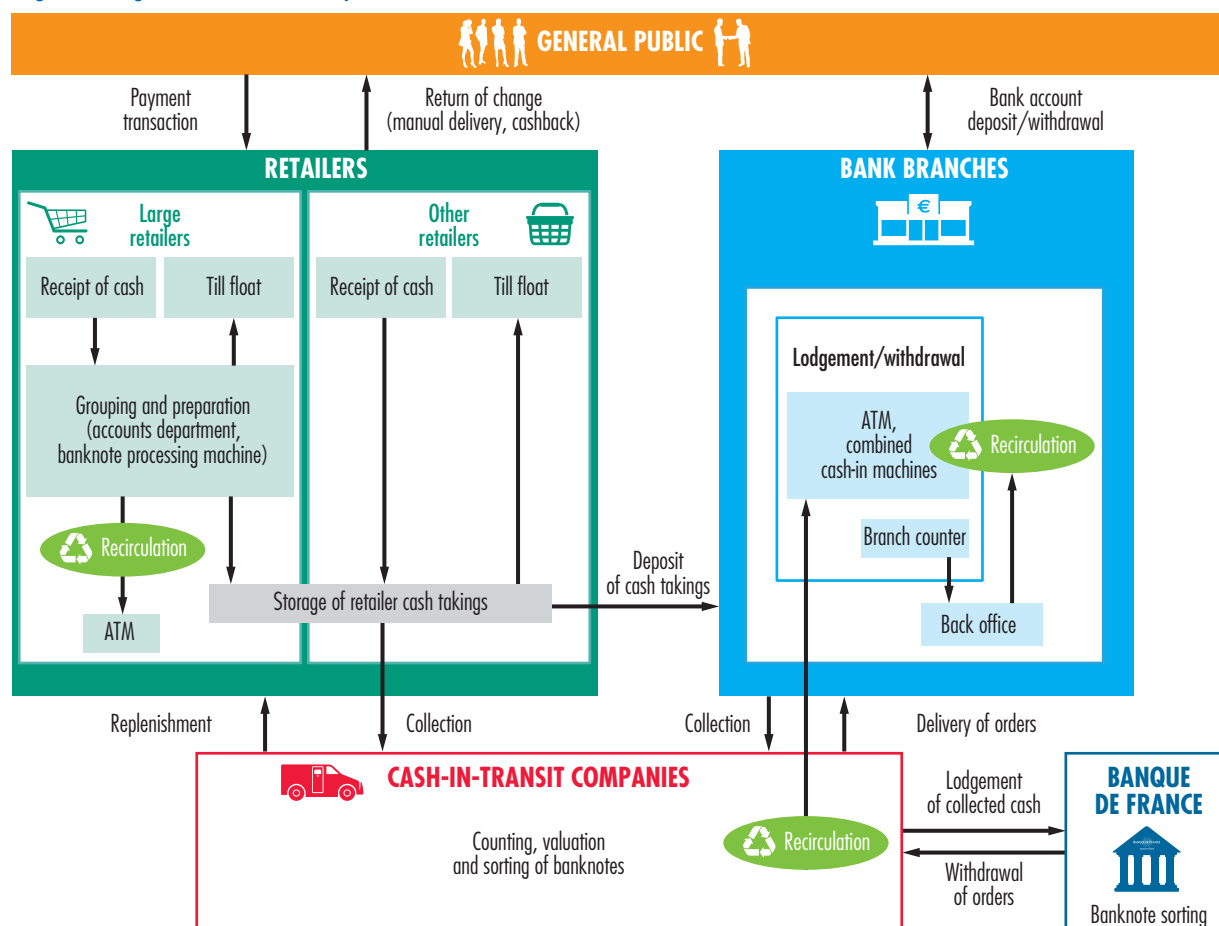 GENERAL PUBLIC
Payment
transaction
Return of change
(manual delivery, cashback)
Bank account
deposit/withdrawal
RETAILERS
Large
retailers
Other
retailers
Receipt of cash
Till float
Receipt of cash
Till float
Grouping and preparation
(accounts department,
banknote processing machine)
Recirculation
ATM
Storage of retailer cash takings
Deposit
of cash takings
BANK BRANCHES
€
Lodgement/withdrawal
ATM,
combined
cash-in machines
Recirculation
Branch counter
Back office
Replenishment
Collection
Collection
Delivery of orders
CASH-IN-TRANSIT COMPANIES
Counting, valuation
and sorting of banknotes
Recirculation
Lodgement
of collected cash
Withdrawal
of orders
BANQUE
DE FRANCE
Banknote sorting